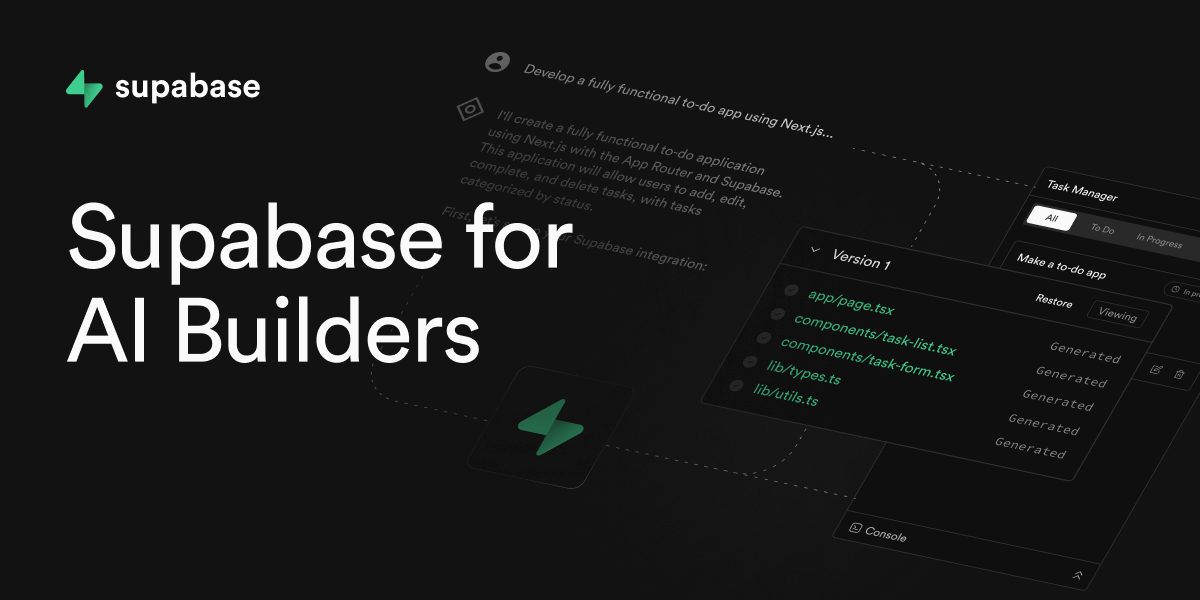 supabase
Supabase for
AI Builders
Develop a fully functional to-do app using Next.js...
I'll create a fully functional to-do application
using Next.js with the App Router and Supabase.
This application will allow users to add, edit,
complete, and delete tasks, with tasks
categorized by status.
First, your Supabase integration:
Task Manager
All
To Do
In Progress
Make a to-do app
Version 1
Restore
Viewing
app/page.tsx
Generated
components/task-list.tsx
Generated
components/task-form.tsx
Generated
lib/types.ts
Generated
lib/utils.ts
Generated
Console